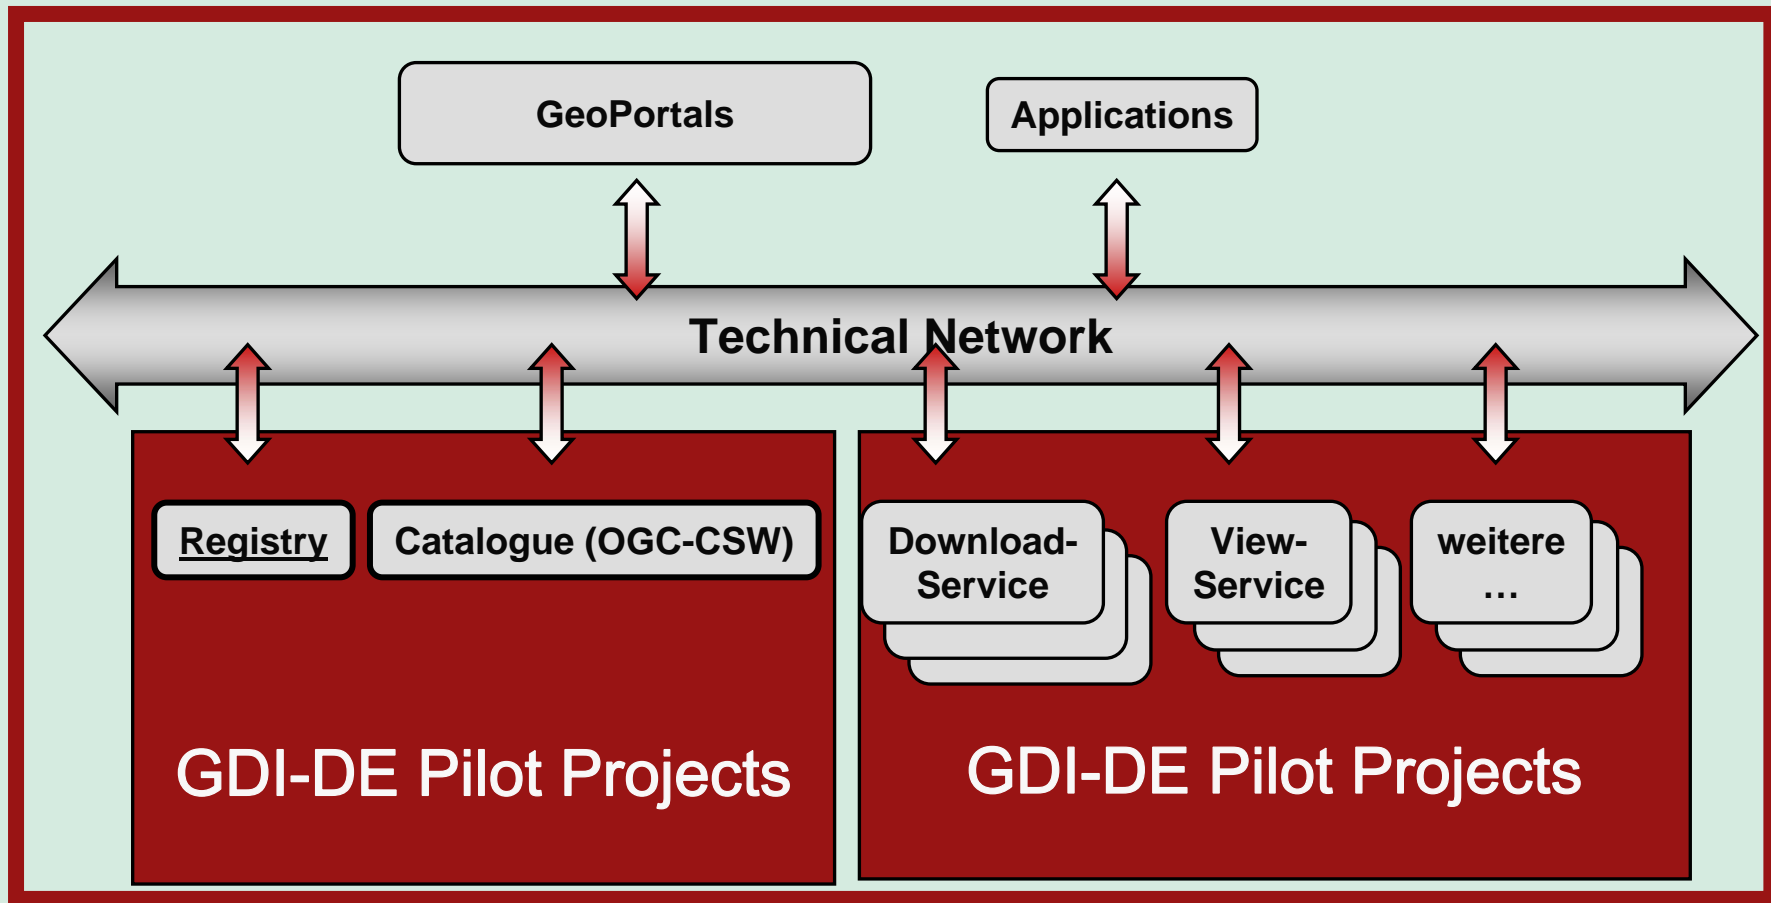 GeoPortals
Applications
Technical Network
Registry
Catalogue (OGC-CSW)
Download-
Service
View-
Service
weitere
…
GDI-DE Pilot Projects
GDI-DE Pilot Projects